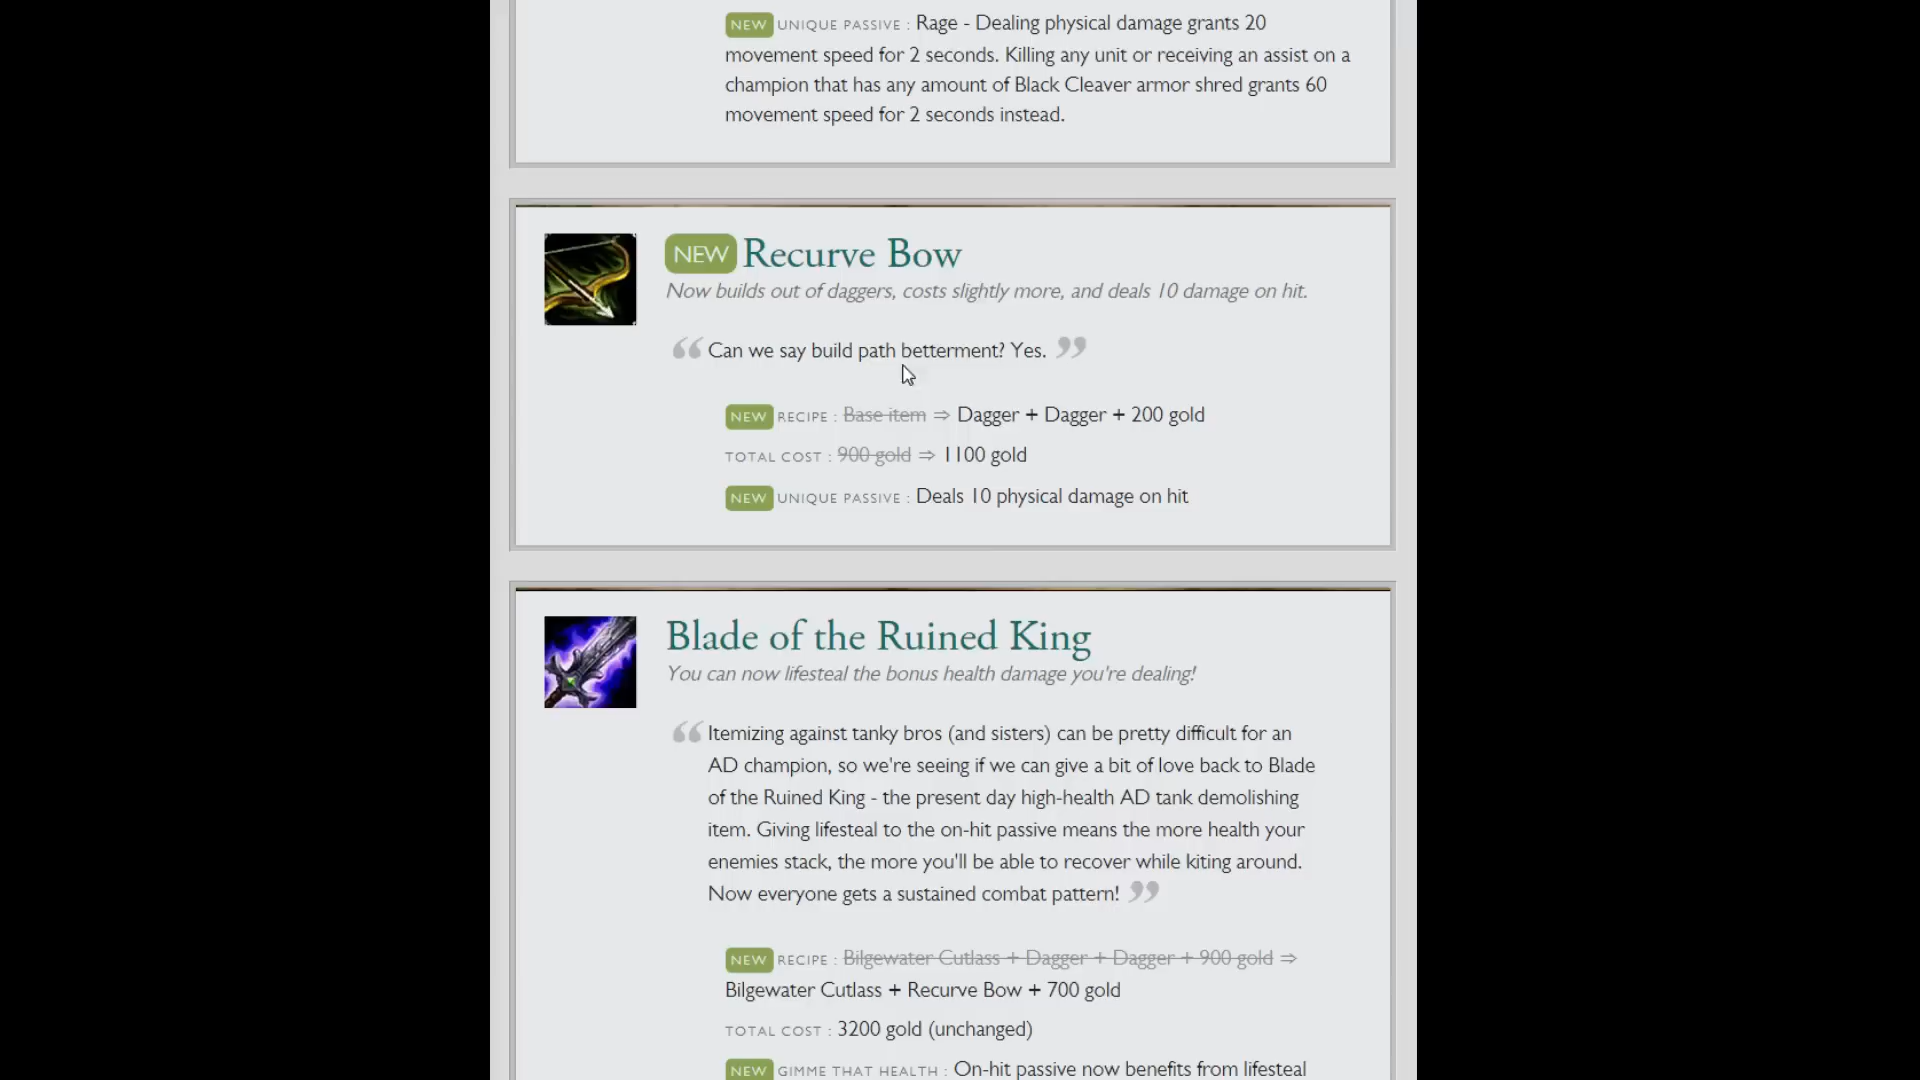 NEW UNIQUE PASSIVE : Rage - Dealing physical damage grants 20
movement speed for 2 seconds. Killing any unit or receiving an assist on a
champion that has any amount of Black Cleaver armor shred grants 60
movement speed for 2 seconds instead.
NEW Recurve Bow
Now builds out of daggers, costs slightly more, and deals 10 damage on hit.
“ Can we say build path betterment? Yes. ”
NEW RECIPE : Base item ⇒ Dagger + Dagger + 200 gold
TOTAL COST : 900 gold ⇒ 1100 gold
NEW UNIQUE PASSIVE : Deals 10 physical damage on hit
Blade of the Ruined King
You can now lifesteal the bonus health damage you're dealing!
“ Itemizing against tanky bros (and sisters) can be pretty difficult for an
AD champion, so we're seeing if we can give a bit of love back to Blade
of the Ruined King - the present day high-health AD tank demolishing
item. Giving lifesteal to the on-hit passive means the more health your
enemies stack, the more you'll be able to recover while kiting around.
Now everyone gets a sustained combat pattern! ”
NEW RECIPE : Bilgewater Cutlass + Dagger + Dagger + 900 gold ⇒
Bilgewater Cutlass + Recurve Bow + 700 gold
TOTAL COST : 3200 gold (unchanged)
NEW GIMME THAT HEALTH : On-hit passive now benefits from lifesteal